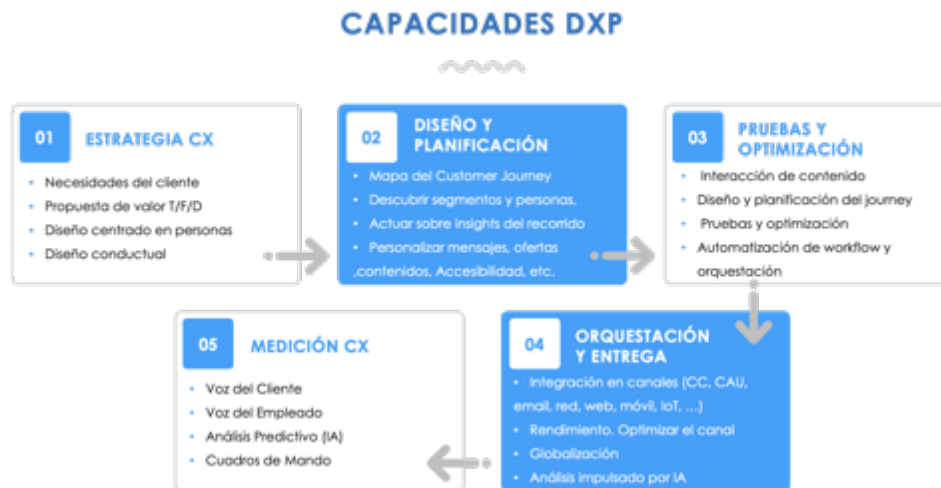 CAPACIDADES DXP
01
ESTRATEGIA CX
• Necesidades del cliente
• Propuesta de valor T/F/D
• Diseño centrado en personas
• Diseño conductual
02
DISEÑO Y
PLANIFICACIÓN
• Mapa del Customer Journey
• Descubrir segmentos y personas.
• Actuar sobre insights del recorrido
• Personalizar mensajes, ofertas
,contenidos, Accesibilidad, etc.
03
PRUEBAS Y
OPTIMIZACIÓN
• Interacción de contenido
• Diseño y planificación del journey
• Pruebas y optimización
• Automatización de workflow y
orquestación
04
ORQUESTACIÓN
Y ENTREGA
• Integración en canales (CC, CAU,
email, red, web, móvil, IoT, ...)
• Rendimiento. Optimizar el canal
• Globalización
• Análisis impulsado por IA
05
MEDICIÓN CX
• Voz del Cliente
• Voz del Empleado
• Análisis Predictivo (IA)
• Cuadros de Mando